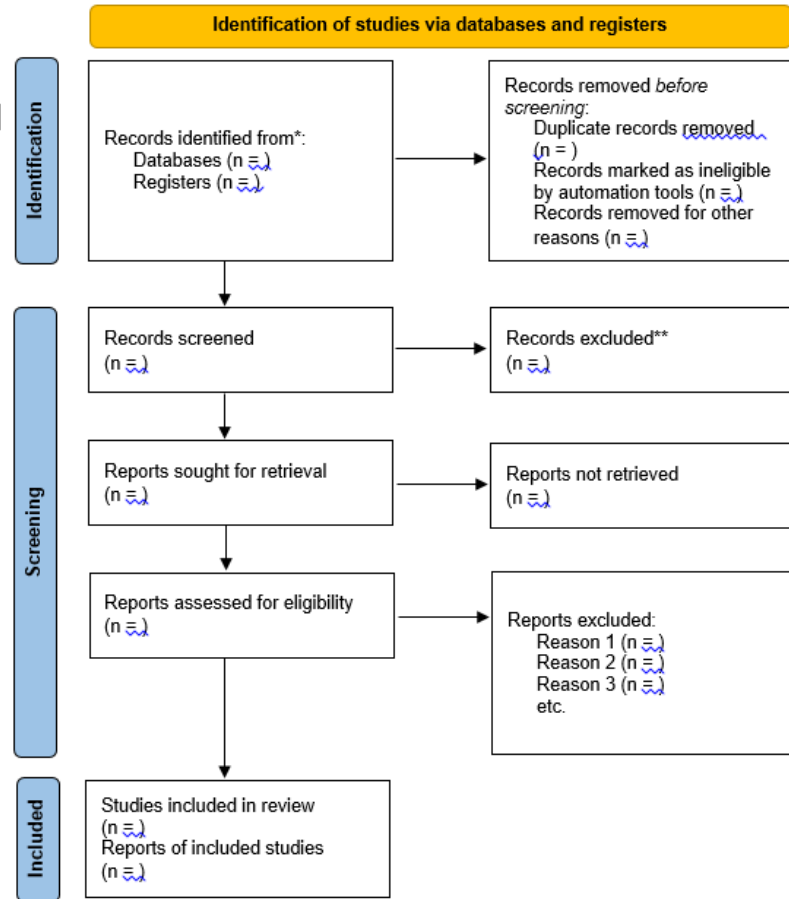 Identification of studies via databases and registers
Identification
Records identified from*:
Databases (n = )
Registers (n = )
Records removed before
screening:
Duplicate records removed
(n = )
Records marked as ineligible
by automation tools (n = )
Records removed for other
reasons (n = )
Screening
Records screened
(n = )
Records excluded**
(n = )
Reports sought for retrieval
(n = )
Reports not retrieved
(n = )
Reports assessed for eligibility
(n = )
Reports excluded:
Reason 1 (n = )
Reason 2 (n = )
Reason 3 (n = )
etc.
Included
Studies included in review
(n = )
Reports of included studies
(n = )